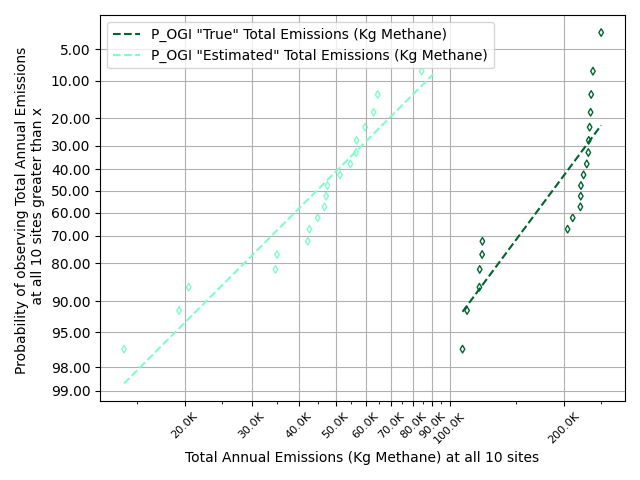 P_OGI "True" Total Emissions (Kg Methane)
P_OGI "Estimated" Total Emissions (Kg Methane)
Probability of observing Total Annual Emissions
at all 10 sites greater than x
5.00
10.00
20.00
30.00
40.00
50.00
60.00
70.00
80.00
90.00
95.00
98.00
99.00
20.0K
30.0K
40.0K
50.0K
60.0K
70.0K
80.0K
90.0K
100.0K
200.0K
Total Annual Emissions (Kg Methane) at all 10 sites